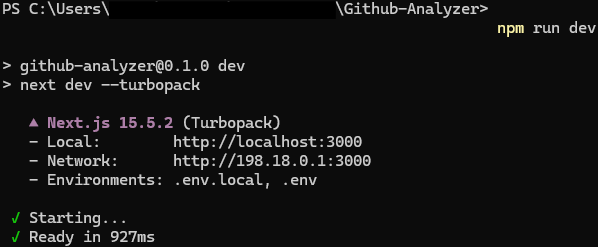 PS C:\Users\ \Github-Analyzer>
npm run dev
> github-analyzer@0.1.0 dev
> next dev --turbopack
▲ Next.js 15.5.2 (Turbopack)
- Local: http://localhost:3000
- Network: http://198.18.0.1:3000
- Environments: .env.local, .env
✓ Starting...
✓ Ready in 927ms